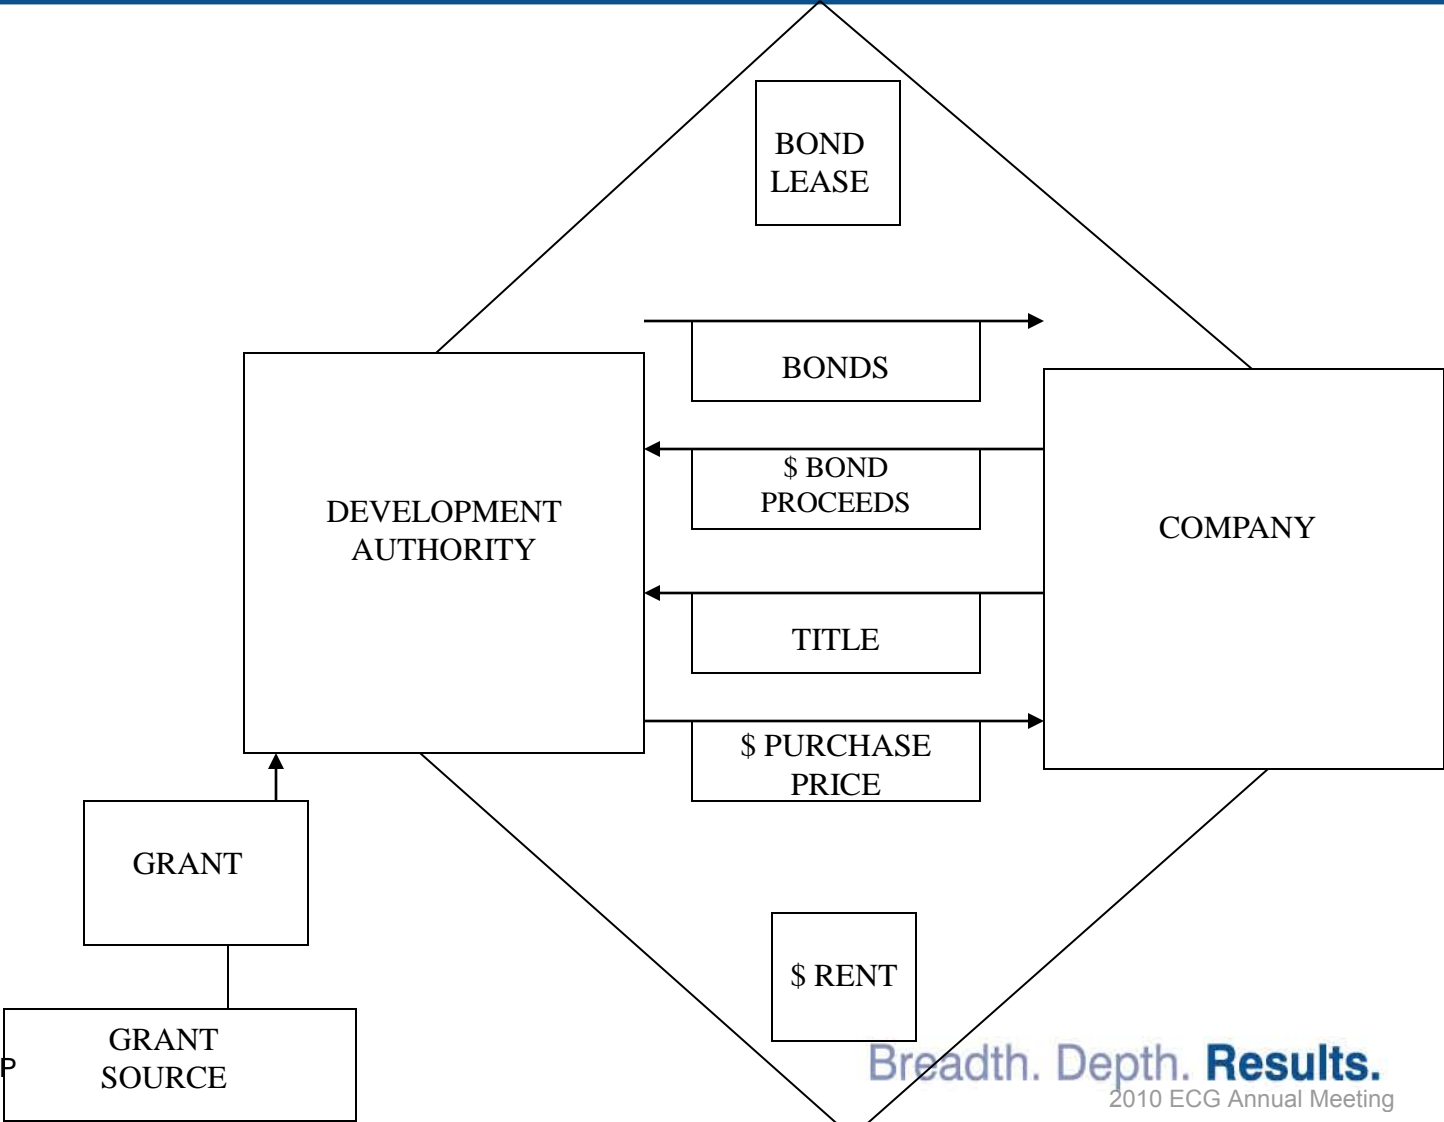 BOND
LEASE
BONDS
$ BOND
PROCEEDS
DEVELOPMENT
AUTHORITY
COMPANY
TITLE
$ PURCHASE
PRICE
GRANT
$ RENT
GRANT
SOURCE
P
Breadth. Depth. Results.
2010 ECG Annual Meeting